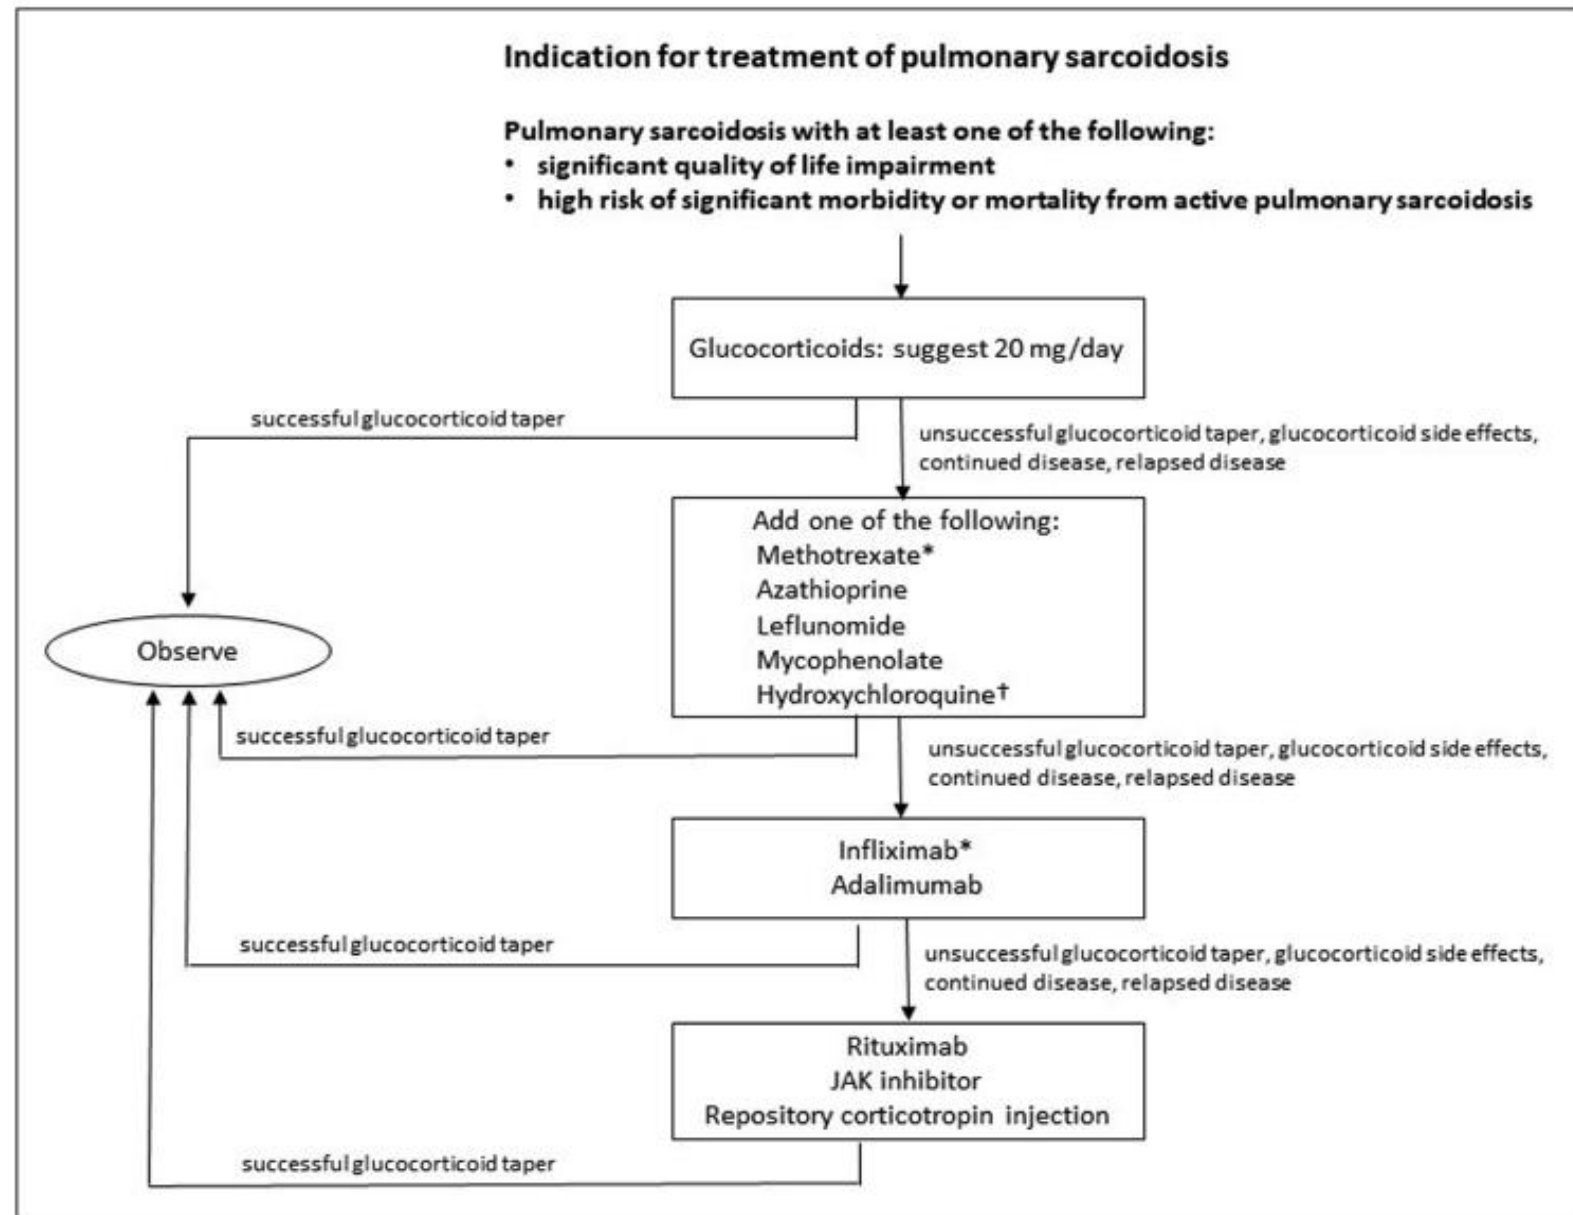 Indication for treatment of pulmonary sarcoidosis
Pulmonary sarcoidosis with at least one of the following:
• significant quality of life impairment
• high risk of significant morbidity or mortality from active pulmonary sarcoidosis
Glucocorticoids: suggest 20 mg/day
successful glucocorticoid taper
unsuccessful glucocorticoid taper, glucocorticoid side effects,
continued disease, relapsed disease
Add one of the following:
Methotrexate*
Azathioprine
Leflunomide
Mycophenolate
Hydroxychloroquine†
Observe
successful glucocorticoid taper
unsuccessful glucocorticoid taper, glucocorticoid side effects,
continued disease, relapsed disease
Infliximab*
Adalimumab
successful glucocorticoid taper
unsuccessful glucocorticoid taper, glucocorticoid side effects,
continued disease, relapsed disease
Rituximab
JAK inhibitor
Repository corticotropin injection
successful glucocorticoid taper